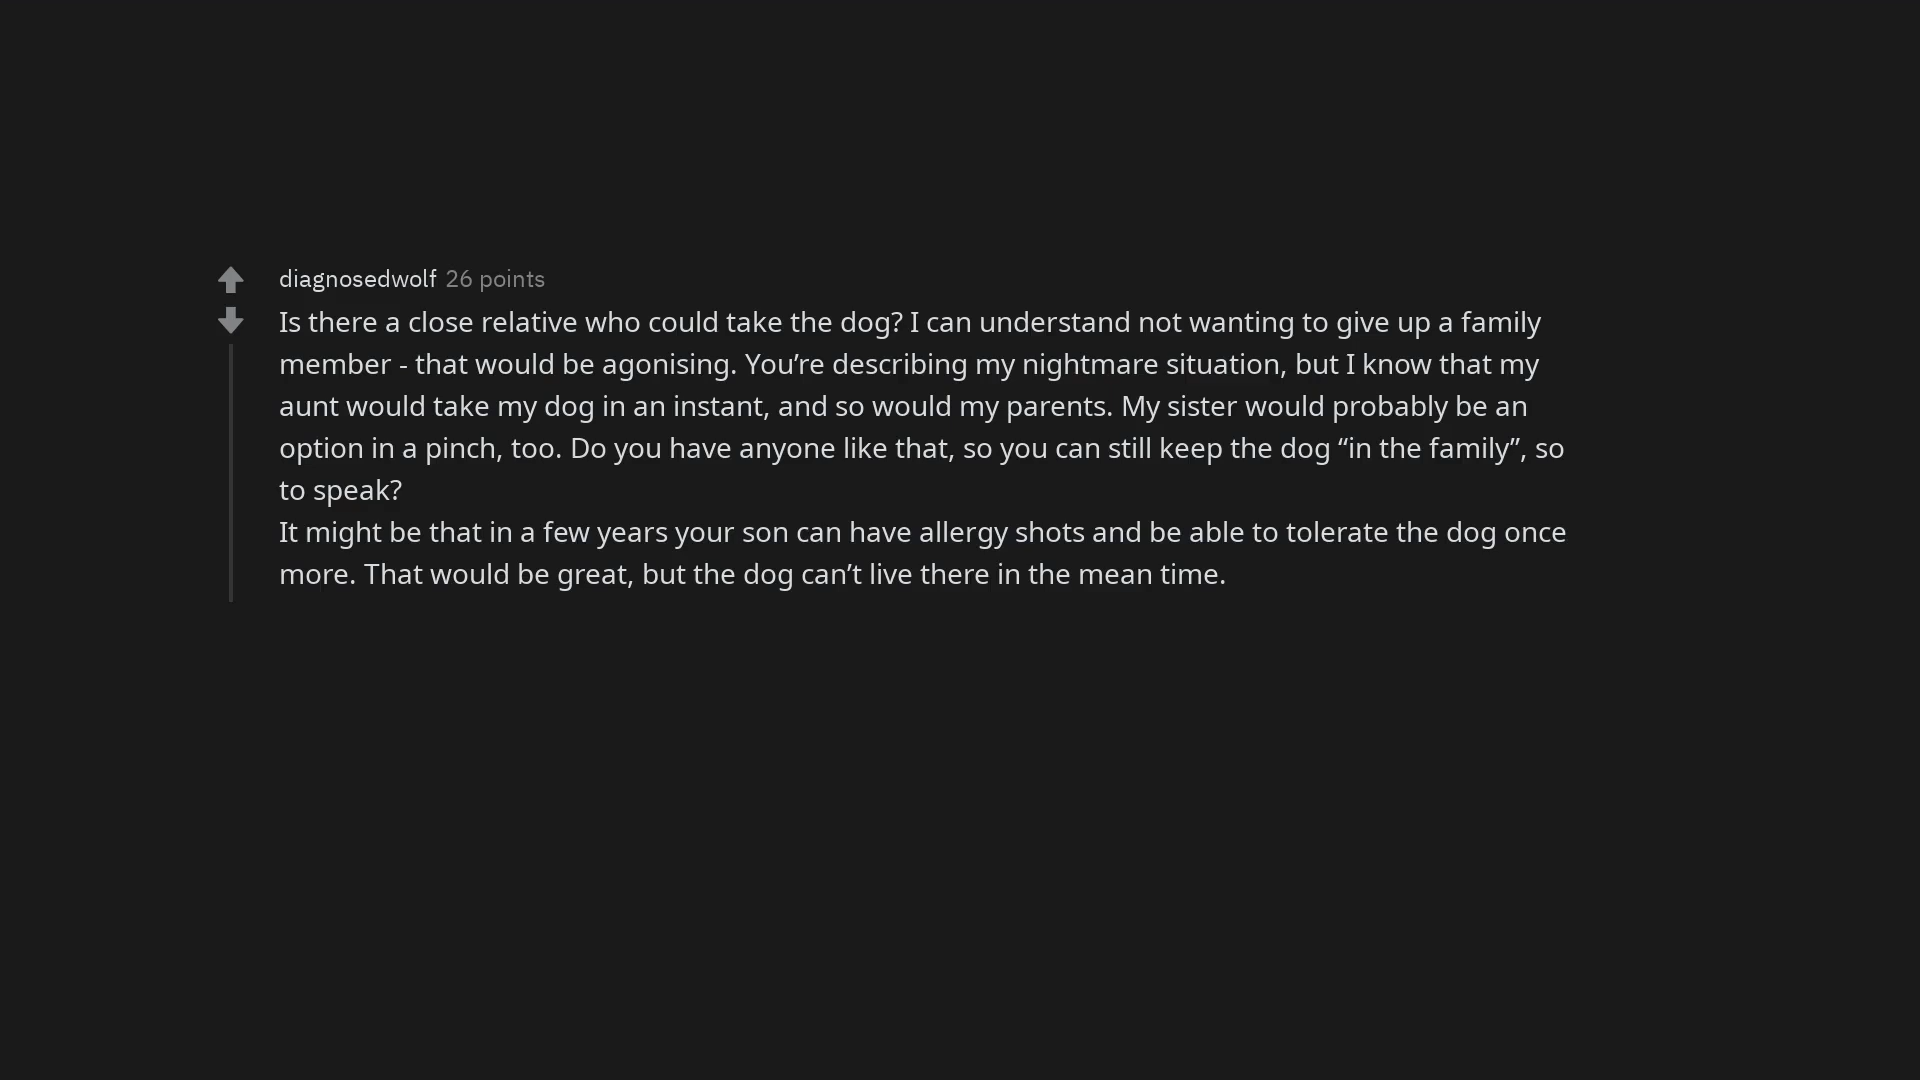 diagnosedwolf 26 points
Is there a close relative who could take the dog? I can understand not wanting to give up a family
member - that would be agonising. You’re describing my nightmare situation, but I know that my
aunt would take my dog in an instant, and so would my parents. My sister would probably be an
option in a pinch, too. Do you have anyone like that, so you can still keep the dog “in the family”, so
to speak?
It might be that in a few years your son can have allergy shots and be able to tolerate the dog once
more. That would be great, but the dog can’t live there in the mean time.